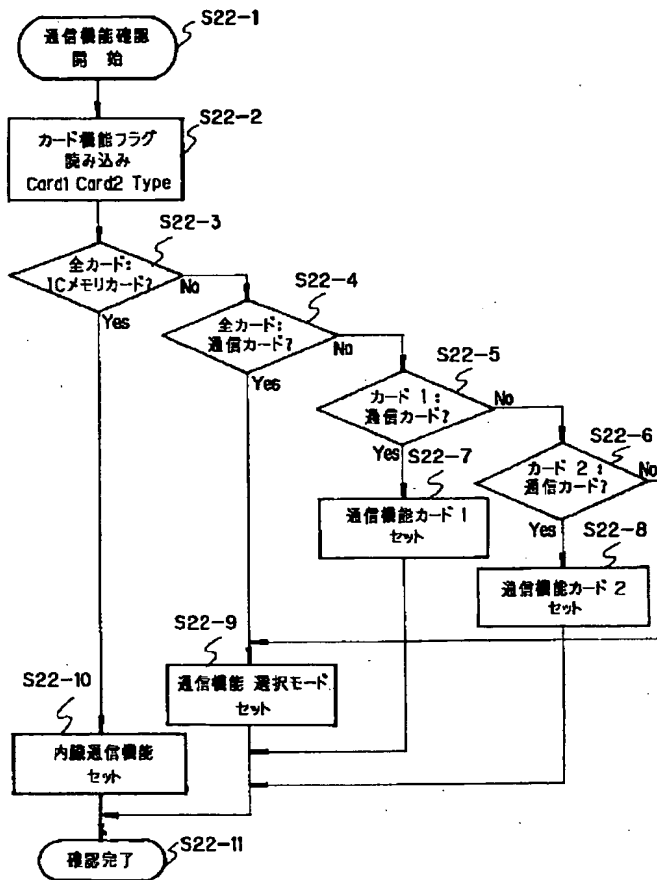 S22-1
通信機能確認
開始
S22-2
カード機能フラグ
読み込み
Card1 Card2 Type
S22-3
全カード:
ICメモリカード?
No
Yes
S22-4
全カード:
通信カード?
No
Yes
S22-5
カード 1:
通信カード?
No
Yes
S22-6
カード 2:
通信カード?
No
Yes
S22-7
通信機能カード 1
セット
S22-8
通信機能カード 2
セット
S22-9
通信機能 選択モード
セット
S22-10
内線通信機能
セット
確認完了
S22-11